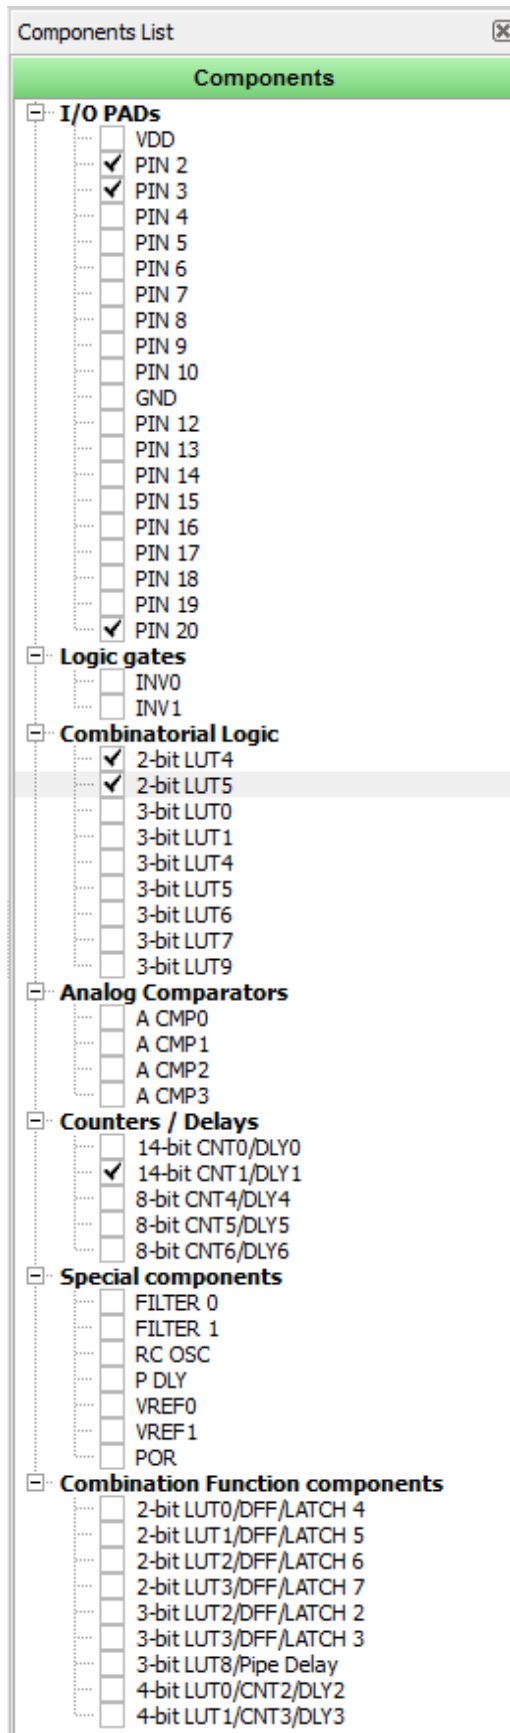 Components List
Components
I/O PADs
VDD
PIN 2
PIN 3
PIN 4
PIN 5
PIN 6
PIN 7
PIN 8
PIN 9
PIN 10
GND
PIN 12
PIN 13
PIN 14
PIN 15
PIN 16
PIN 17
PIN 18
PIN 19
PIN 20
Logic gates
INV0
INV1
Combinatorial Logic
2-bit LUT4
2-bit LUT5
3-bit LUT0
3-bit LUT1
3-bit LUT4
3-bit LUT5
3-bit LUT6
3-bit LUT7
3-bit LUT9
Analog Comparators
A CMP0
A CMP1
A CMP2
A CMP3
Counters / Delays
14-bit CNT0/DLY0
14-bit CNT1/DLY1
8-bit CNT4/DLY4
8-bit CNT5/DLY5
8-bit CNT6/DLY6
Special components
FILTER 0
FILTER 1
RC OSC
P DLY
VREF0
VREF1
POR
Combination Function components
2-bit LUT0/DFF/LATCH 4
2-bit LUT1/DFF/LATCH 5
2-bit LUT2/DFF/LATCH 6
2-bit LUT3/DFF/LATCH 7
3-bit LUT2/DFF/LATCH 2
3-bit LUT3/DFF/LATCH 3
3-bit LUT8/Pipe Delay
4-bit LUT0/CNT2/DLY2
4-bit LUT1/CNT3/DLY3